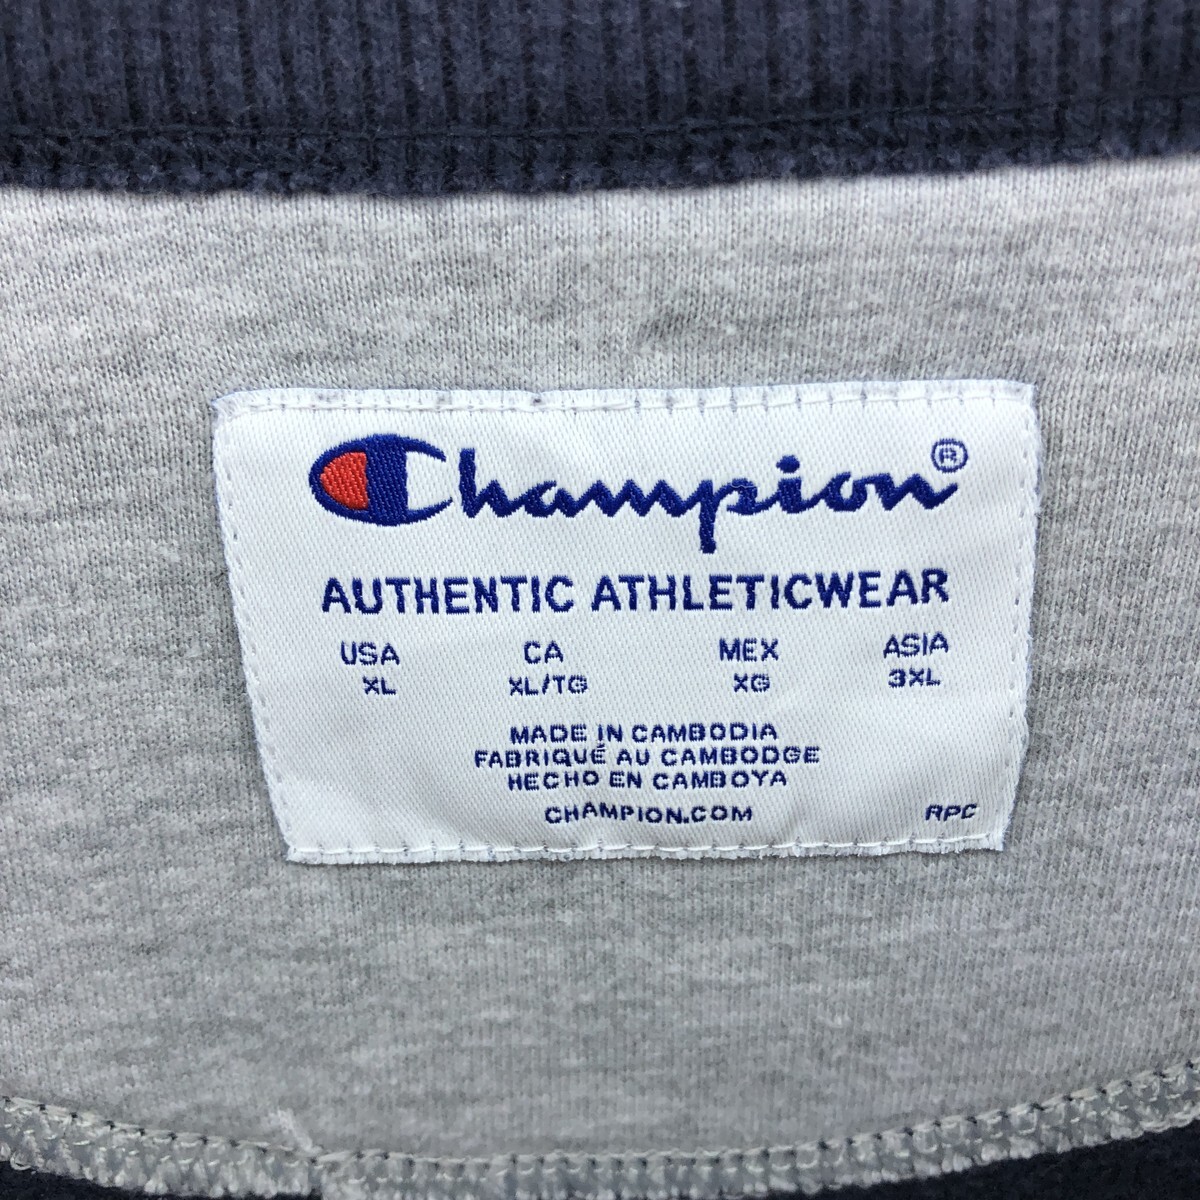 Champion®
AUTHENTIC ATHLETICWEAR
USA CA MEX ASIA
XL XL/TG XG 3XL
MADE IN CAMBODIA
FABRIQUÉ AU CAMBODGE
HECHO EN CAMBOYA
CHAMPION.COM RPC